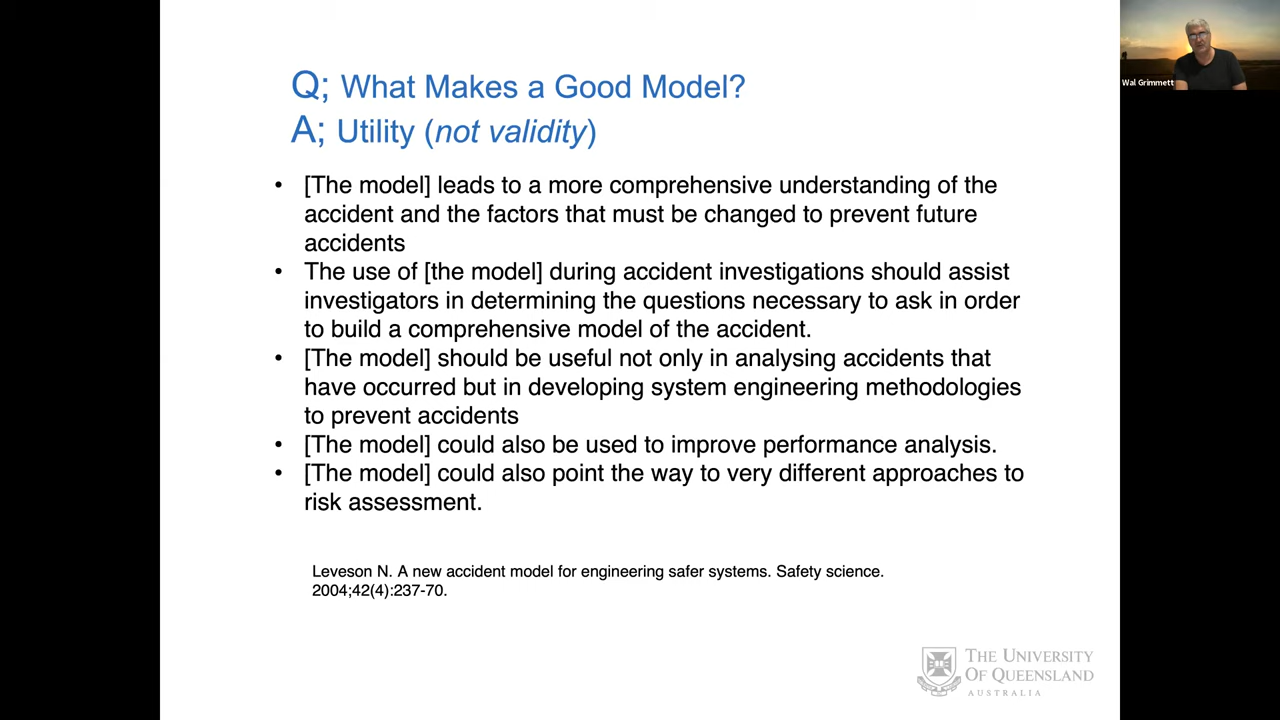 Q; What Makes a Good Model?
A; Utility (not validity)
• [The model] leads to a more comprehensive understanding of the
accident and the factors that must be changed to prevent future
accidents
• The use of [the model] during accident investigations should assist
investigators in determining the questions necessary to ask in order
to build a comprehensive model of the accident.
• [The model] should be useful not only in analysing accidents that
have occurred but in developing system engineering methodologies
to prevent accidents
• [The model] could also be used to improve performance analysis.
• [The model] could also point the way to very different approaches to
risk assessment.
Leveson N. A new accident model for engineering safer systems. Safety science.
2004;42(4):237-70.
THE UNIVERSITY
OF QUEENSLAND
AUSTRALIA
Wal Grimmett